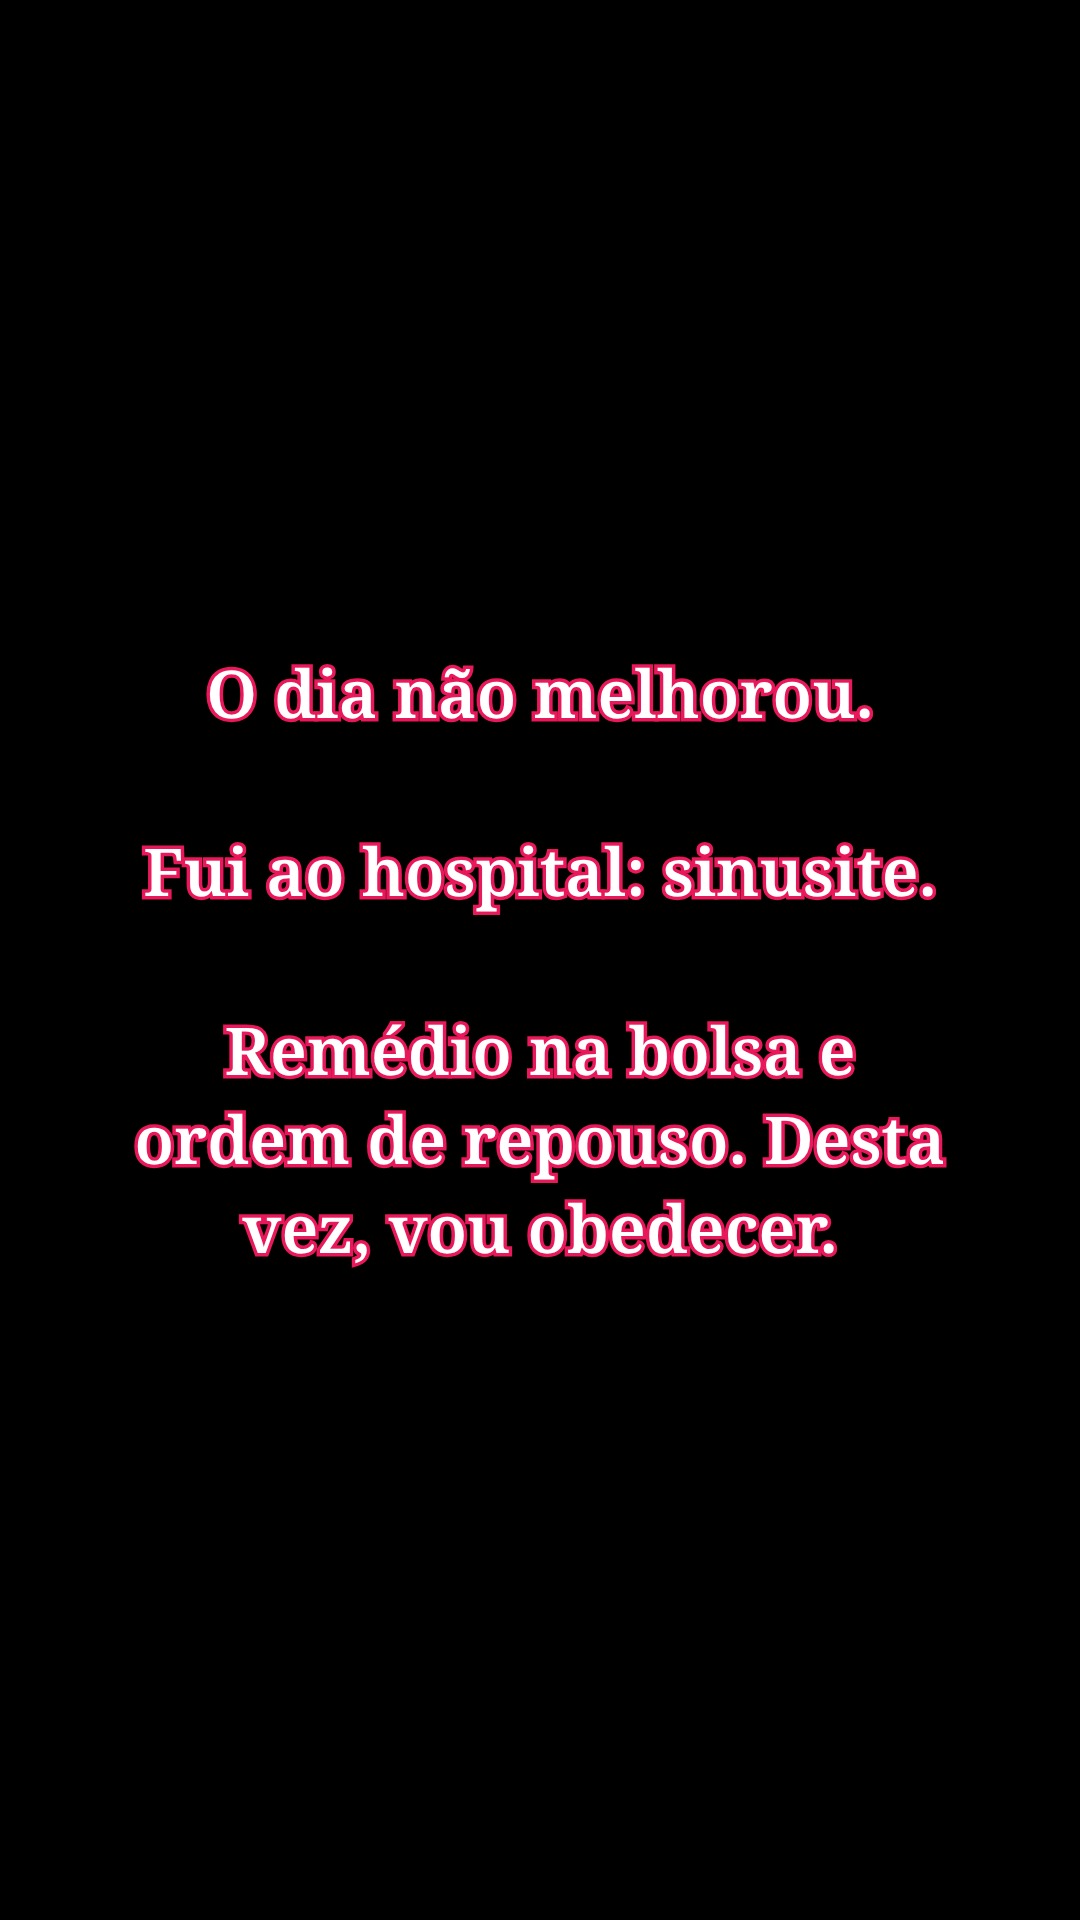 O dia não melhorou.
Fui ao hospital: sinusite.
Remédio na bolsa e
ordem de repouso. Desta
vez, vou obedecer.